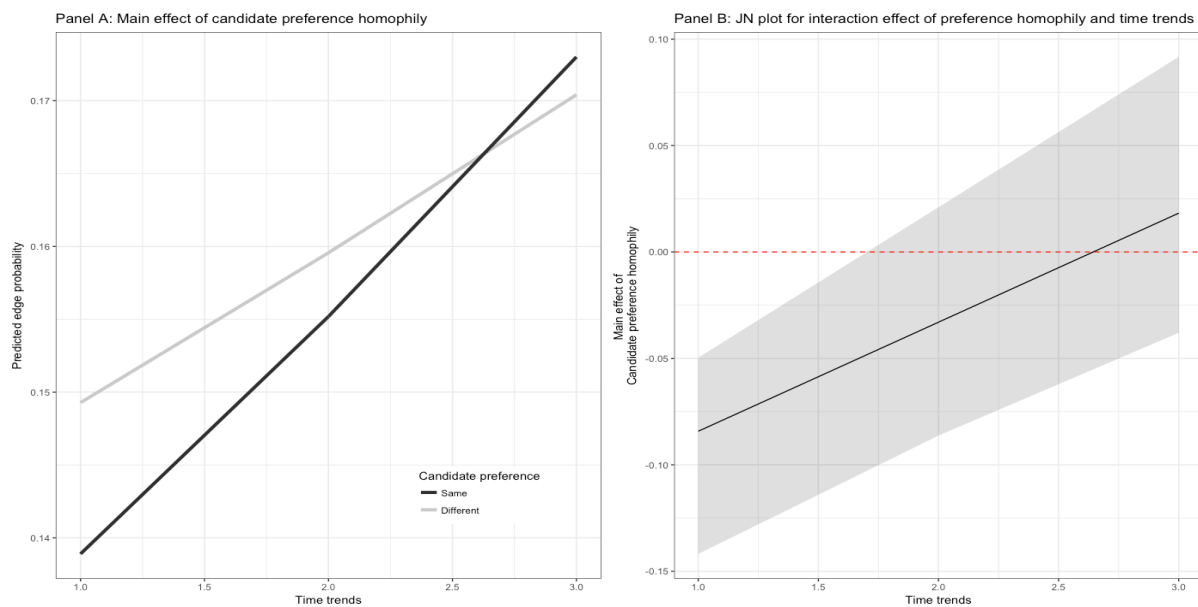 Panel A: Main effect of candidate preference homophily
Predicted edge probability
0.17
0.16
0.15
0.14
Candidate preference
Same
Different
1.0
1.5
2.0
2.5
3.0
Time trends
Panel B: JN plot for interaction effect of preference homophily and time trends
Main effect of
Candidate preference homophily
0.10
0.05
0.00
-0.05
-0.10
-0.15
1.0
1.5
2.0
2.5
3.0
Time trends